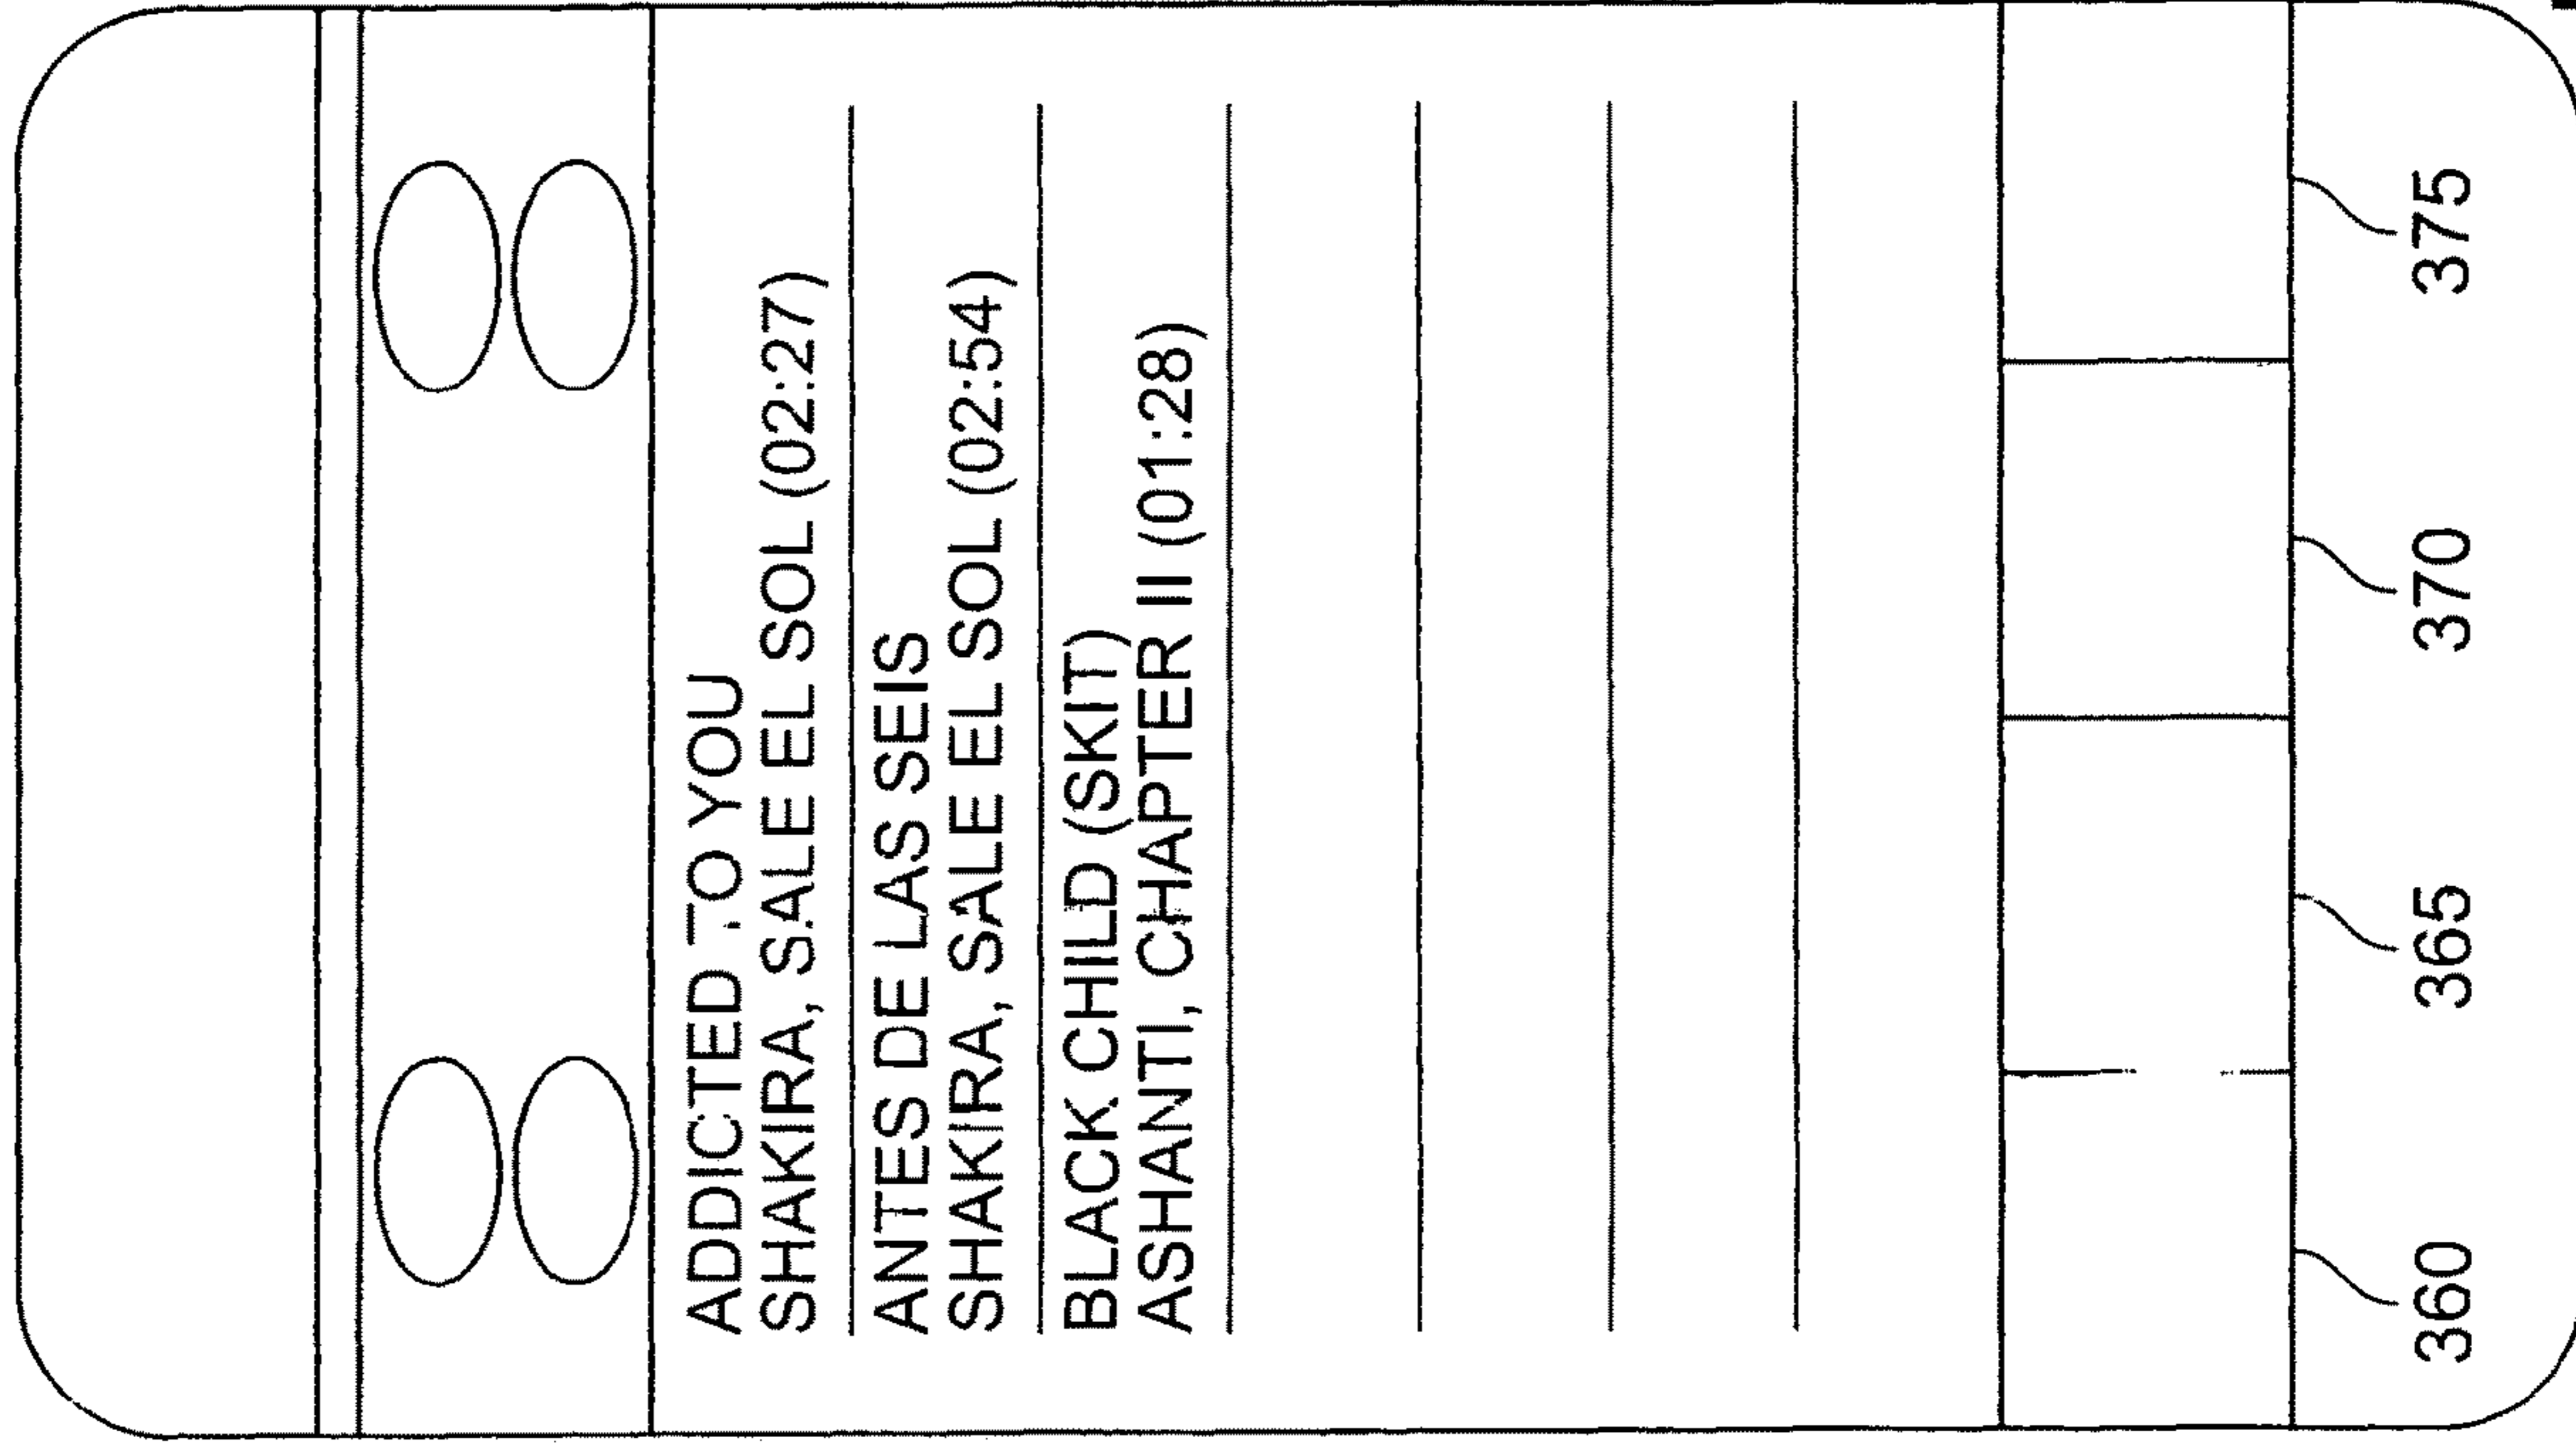 ADDICTED TO YOU
SHAKIRA, SALE EL SOL (02:27)
ANTES DE LAS SEIS
SHAKIRA, SALE EL SOL (02:54)
BLACK CHILD (SKIT)
ASHANTI, CHAPTER II (01:28)
360
365
370
375